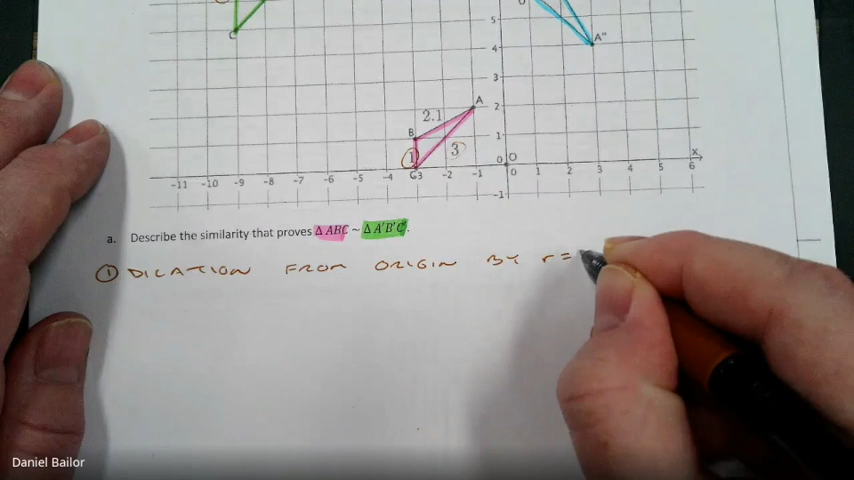 C
5
A"
4
3
A
2.1
2
B
1
1
3
0
O
x
-11 -10 -9 -8 -7 -6 -5 -4 C-3 -2 -1 0 1 2 3 4 5 6
-1
a. Describe the similarity that proves Δ ABC ~ Δ A'B'C'.
① DILATION FROM ORIGIN BY r =
Daniel Bailor